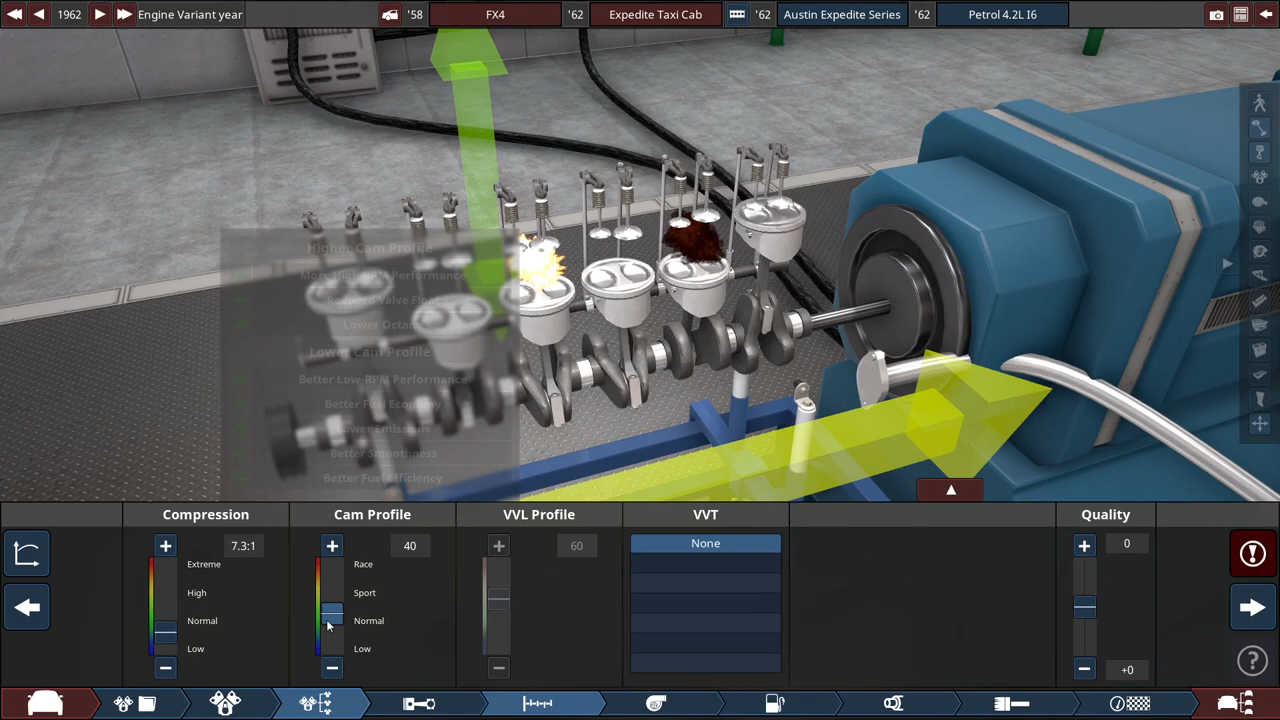 1962 Engine Variant year '58 FX4 '62 Expedite Taxi Cab '62 Austin Expedite Series '62 Petrol 4.2L I6
Higher Cam Profile
More High-RPM Performance
Reduced Valve Float
Lower Octane
Lower Cam Profile
Better Low-RPM Performance
Better Fuel Economy
Lower Emissions
Better Smoothness
Better Fuel Efficiency
Compression
7.3:1
Extreme
High
Normal
Low
Cam Profile
40
Race
Sport
Normal
Low
VVL Profile
60
VVT
None
Quality
0
+0